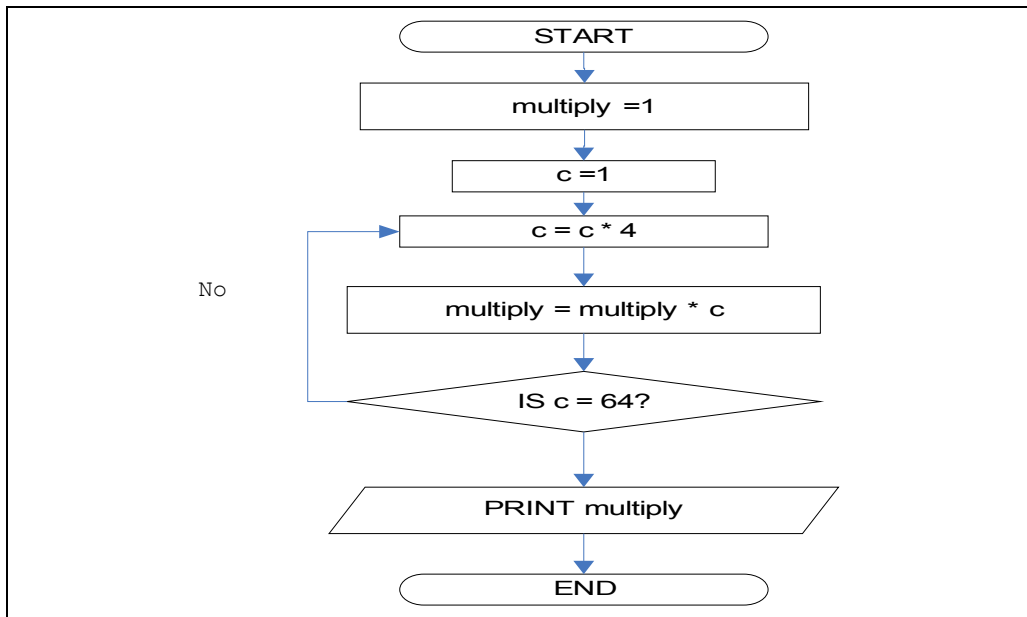 START
multiply =1
c =1
c = c * 4
No
multiply = multiply * c
IS c = 64?
PRINT multiply
END